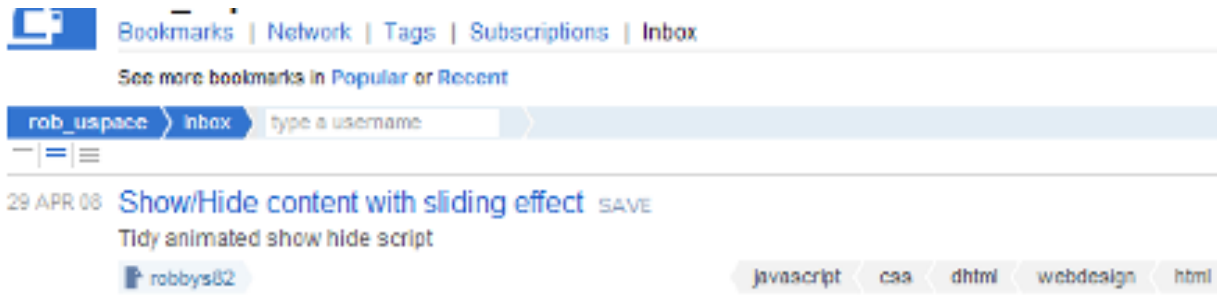 Bookmarks | Network | Tags | Subscriptions | Inbox
See more bookmarks in Popular or Recent
rob_uspace Inbox type a username
29 APR 08 Show/Hide content with sliding effect SAVE
Tidy animated show hide script
robbys82 javascript css dhtml webdesign html